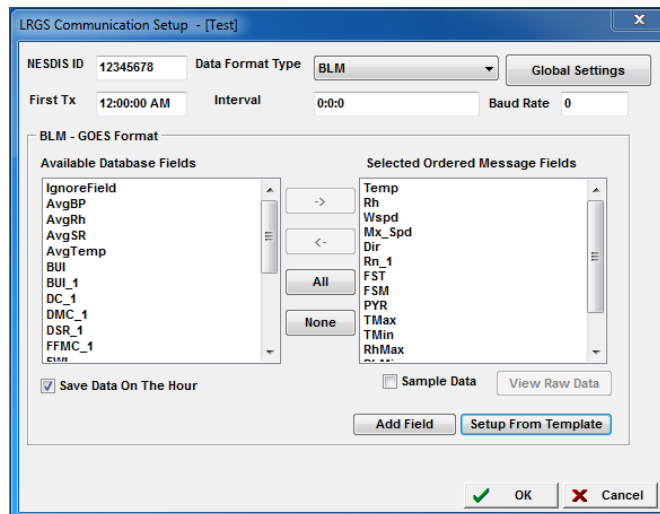 LRGS Communication Setup - [Test]
X
NESDIS ID 12345678 Data Format Type BLM Global Settings
First Tx 12:00:00 AM Interval 0:0:0 Baud Rate 0
BLM - GOES Format
Available Database Fields
IgnoreField
AvgBP
AvgRh
AvgSR
AvgTemp
BUI
BUI_1
DC_1
DMC_1
DSR_1
FFMC_1
->
<-
All
None
Selected Ordered Message Fields
Temp
Rh
Wspd
Mx_Spd
Dir
Rn_1
FST
FSM
PYR
TMax
TMin
RhMax
Save Data On The Hour
Sample Data View Raw Data
Add Field Setup From Template
OK Cancel